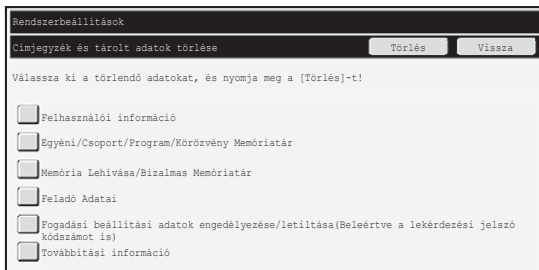 Rendszerbeállítások
Címjegyzék és tárolt adatok törlése
Törlés
Vissza
Válassza ki a törlendő adatokat, és nyomja meg a [Törlés]-t!
Felhasználói információ
Egyéni/Csoport/Program/Körözvény Memóriatár
Memória Lehívása/Bizalmas Memóriatár
Feladó Adatai
Fogadási beállítási adatok engedélyezése/letiltása(Beleértve a lekérdezési jelszó
kódszámot is)
Továbbítási információ